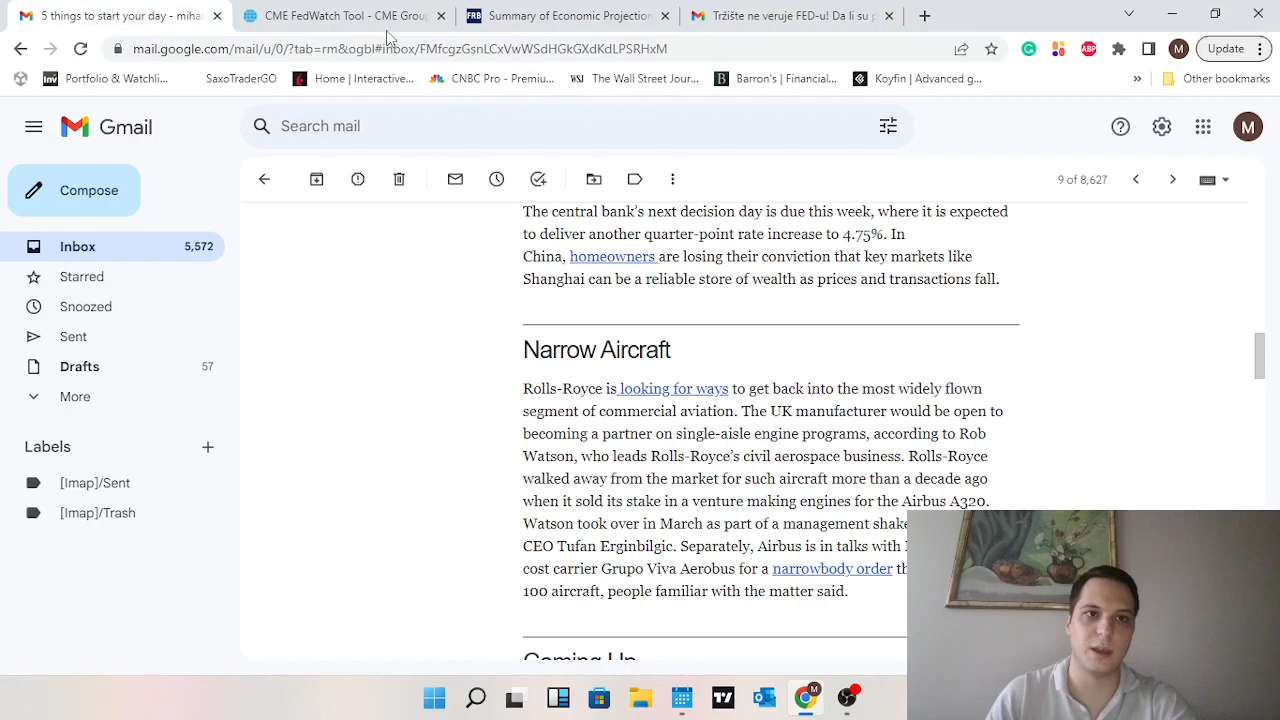 5 things to start your day - miha
CME FedWatch Tool - CME Group
FRB Summary of Economic Projection
Tržište ne veruje FED-u! Da li su p
mail.google.com/mail/u/0/?tab=rm&ogbl#inbox/FMfcgzGsnLCxVwWSdHGkGXdKdLPSRHxM
ABP M Update
Inv Portfolio & Watchli... SaxoTraderGO Home | Interactive... CNBC Pro - Premiu... WSJ The Wall Street Jour... B Barron's | Financial... Koyfin | Advanced g... » Other bookmarks
Gmail
Search mail
M
Compose
9 of 8,627
Inbox 5,572
Starred
Snoozed
Sent
Drafts 57
More
Labels
[Imap]/Sent
[Imap]/Trash
The central bank's next decision day is due this week, where it is expected
to deliver another quarter-point rate increase to 4.75%. In
China, homeowners are losing their conviction that key markets like
Shanghai can be a reliable store of wealth as prices and transactions fall.
Narrow Aircraft
Rolls-Royce is looking for ways to get back into the most widely flown
segment of commercial aviation. The UK manufacturer would be open to
becoming a partner on single-aisle engine programs, according to Rob
Watson, who leads Rolls-Royce's civil aerospace business. Rolls-Royce
walked away from the market for such aircraft more than a decade ago
when it sold its stake in a venture making engines for the Airbus A320.
Watson took over in March as part of a management shake
CEO Tufan Erginbilgic. Separately, Airbus is in talks with
cost carrier Grupo Viva Aerobus for a narrowbody order
100 aircraft, people familiar with the matter said.
Coming Up